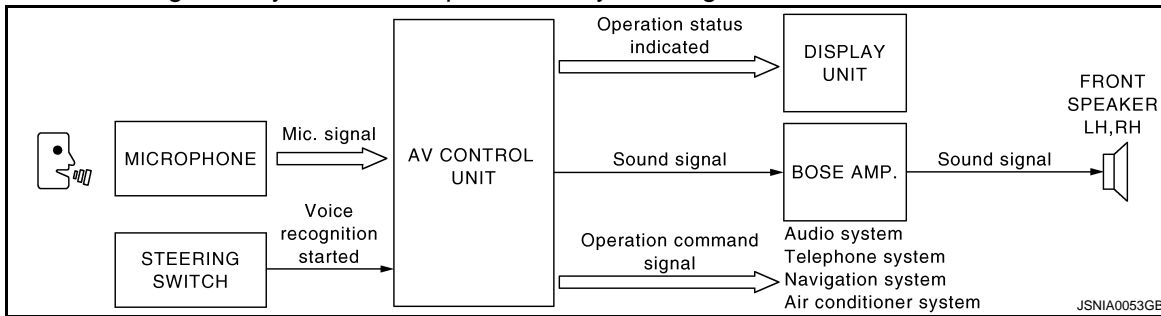 Operation status
indicated
DISPLAY
UNIT
FRONT
SPEAKER
LH,RH
MICROPHONE
Mic. signal
AV CONTROL
UNIT
Sound signal
BOSE AMP.
Sound signal
Voice
recognition
started
STEERING
SWITCH
Operation command
signal
Audio system
Telephone system
Navigation system
Air conditioner system
JSNIA0053GB